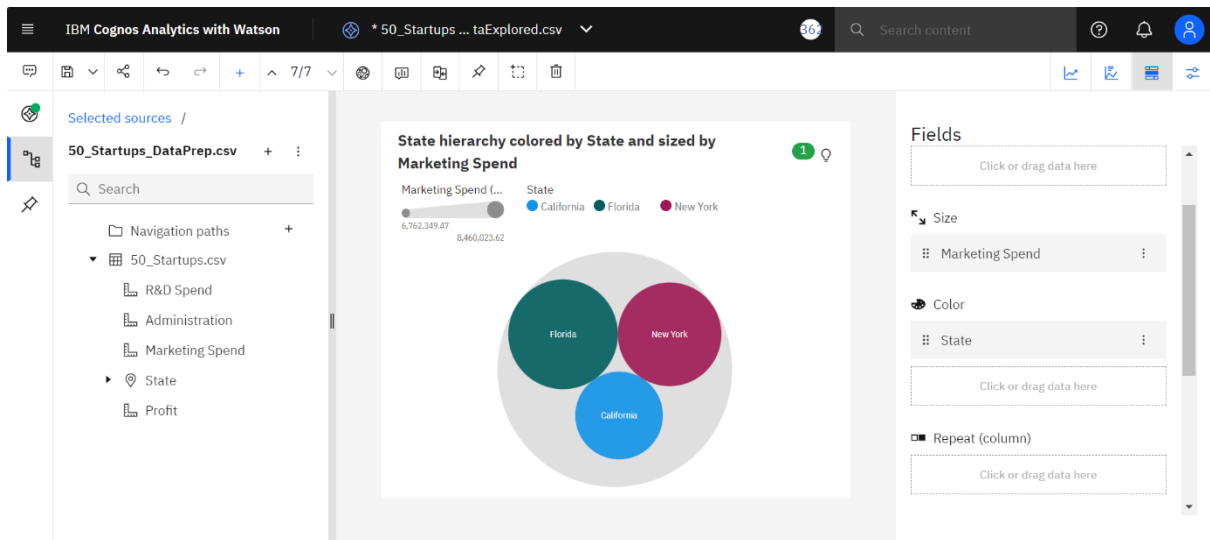 IBM Cognos Analytics with Watson
* 50_Startups ... taExplored.csv
362
Search content
7/7
Selected sources /
50_Startups_DataPrep.csv
Search
Navigation paths
50_Startups.csv
R&D Spend
Administration
Marketing Spend
State
Profit
State hierarchy colored by State and sized by
Marketing Spend
1
Marketing Spend (...
6,762,349.47
8,460,023.62
State
California Florida New York
Florida
New York
California
Fields
Click or drag data here
Size
Marketing Spend
Color
State
Click or drag data here
Repeat (column)
Click or drag data here